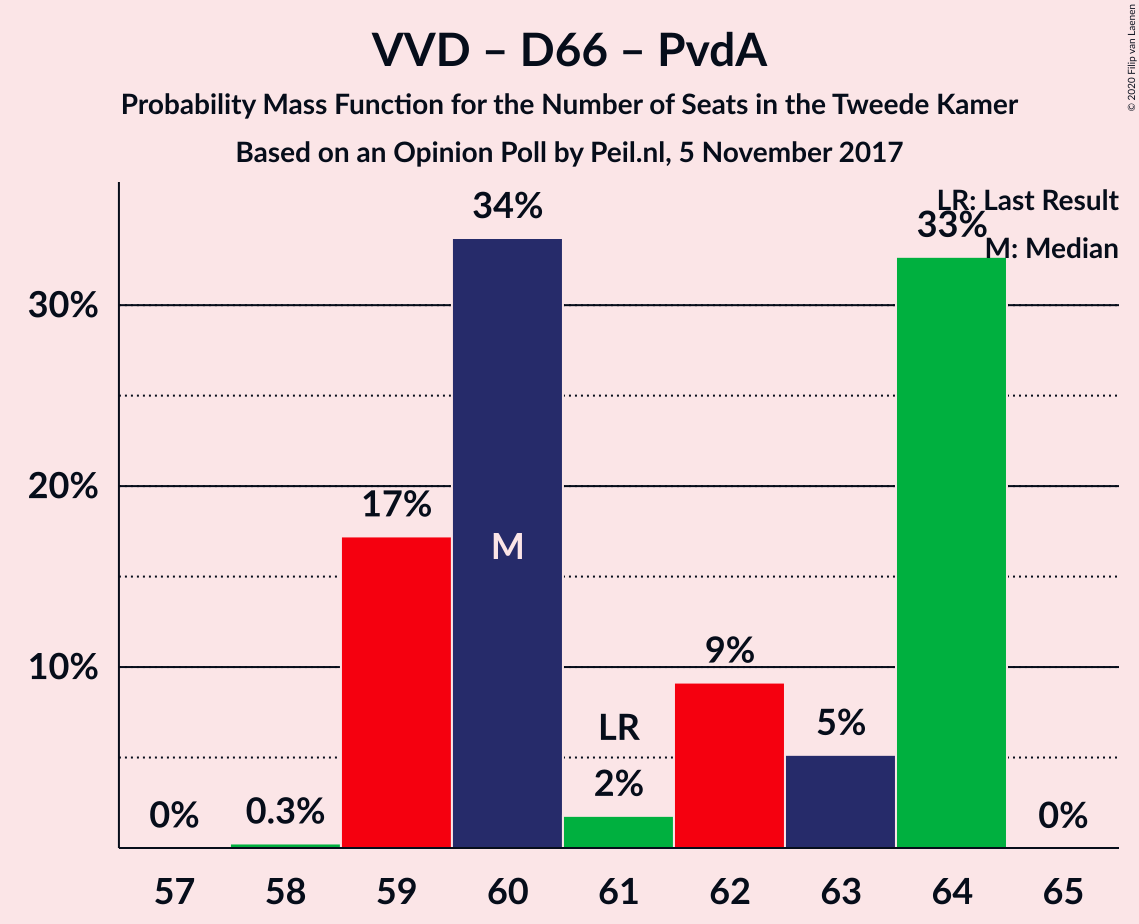 VVD – D66 – PvdA
Probability Mass Function for the Number of Seats in the Tweede Kamer
Based on an Opinion Poll by Peil.nl, 5 November 2017
© 2020 Filip van Laenen
LR: Last Result
M: Median
34%
33%
30%
20%
17%
M
10%
9%
LR
5%
2%
0%
0.3%
0%
57 58 59 60 61 62 63 64 65